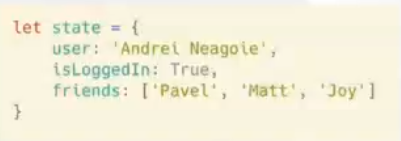 let state = {
    user: 'Andrei Neagoie',
    isLoggedIn: True,
    friends: ['Pavel', 'Matt', 'Joy']
}